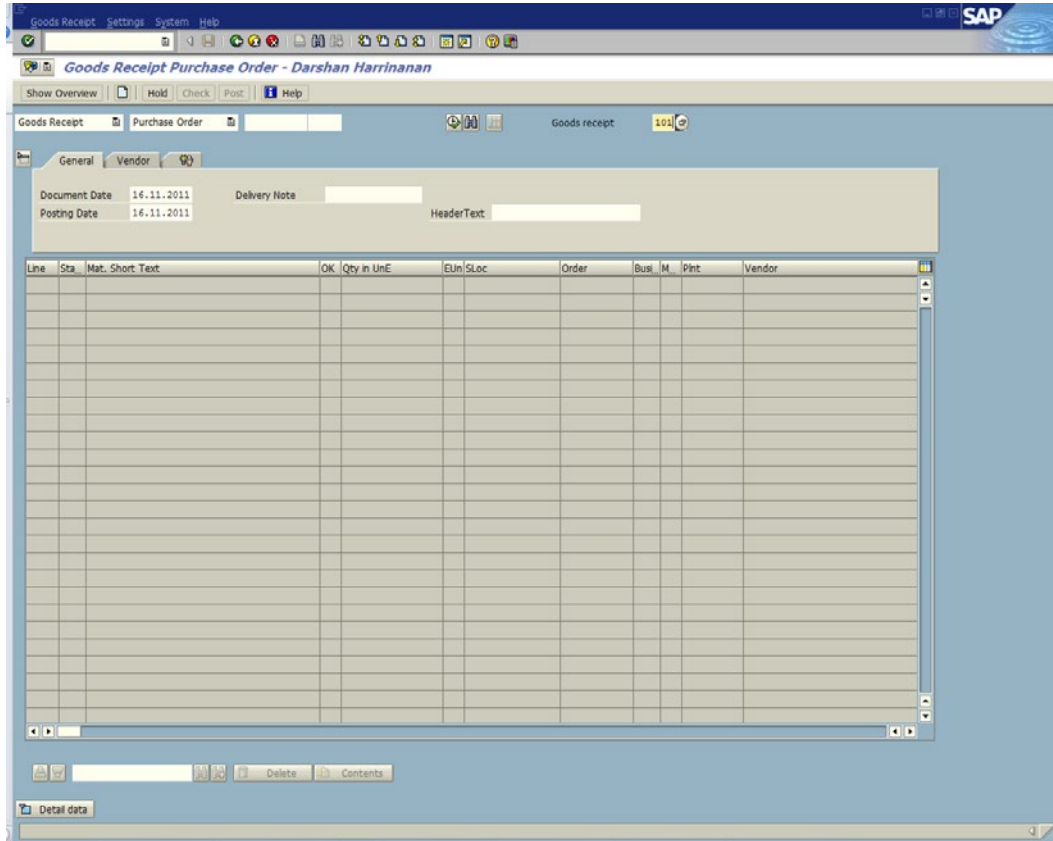 Goods Receipt Settings System Help
SAP
Goods Receipt Purchase Order - Darshan Harrinanan
Show Overview Hold Check Post Help
Goods Receipt Purchase Order Goods receipt 101
General Vendor
Document Date 16.11.2011 Delivery Note
Posting Date 16.11.2011 HeaderText
Line Sta_ Mat. Short Text OK Qty in UnE EUn SLoc Order Busi_ M_ Plnt Vendor
Delete Contents
Detail data